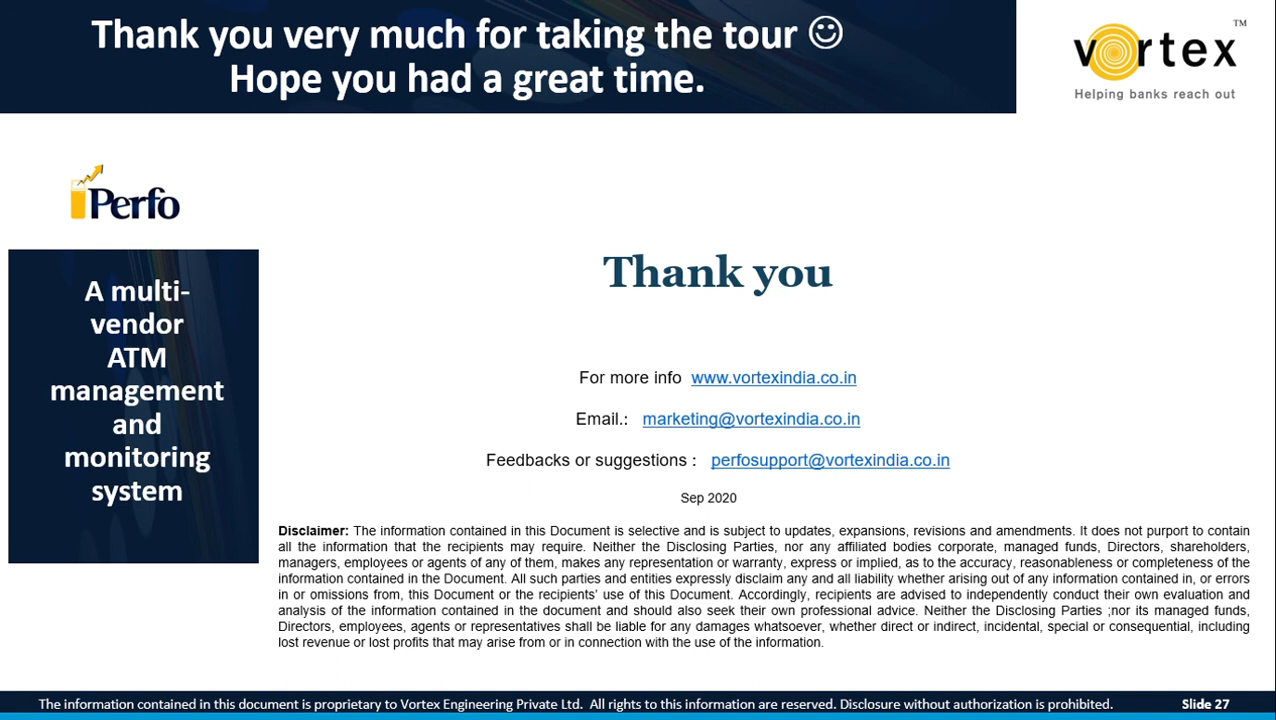 Thank you very much for taking the tour ☺
Hope you had a great time.
vortex ™
Helping banks reach out
iPerfo
A multi-
vendor
ATM
management
and
monitoring
system
Thank you
For more info www.vortexindia.co.in
Email.: marketing@vortexindia.co.in
Feedbacks or suggestions : perfosupport@vortexindia.co.in
Sep 2020
Disclaimer: The information contained in this Document is selective and is subject to updates, expansions, revisions and amendments. It does not purport to contain
all the information that the recipients may require. Neither the Disclosing Parties, nor any affiliated bodies corporate, managed funds, Directors, shareholders,
managers, employees or agents of any of them, makes any representation or warranty, express or implied, as to the accuracy, reasonableness or completeness of the
information contained in the Document. All such parties and entities expressly disclaim any and all liability whether arising out of any information contained in, or errors
in or omissions from, this Document or the recipients' use of this Document. Accordingly, recipients are advised to independently conduct their own evaluation and
analysis of the information contained in the document and should also seek their own professional advice. Neither the Disclosing Parties ;nor its managed funds,
Directors, employees, agents or representatives shall be liable for any damages whatsoever, whether direct or indirect, incidental, special or consequential, including
lost revenue or lost profits that may arise from or in connection with the use of the information.
The information contained in this document is proprietary to Vortex Engineering Private Ltd. All rights to this information are reserved. Disclosure without authorization is prohibited. Slide 27